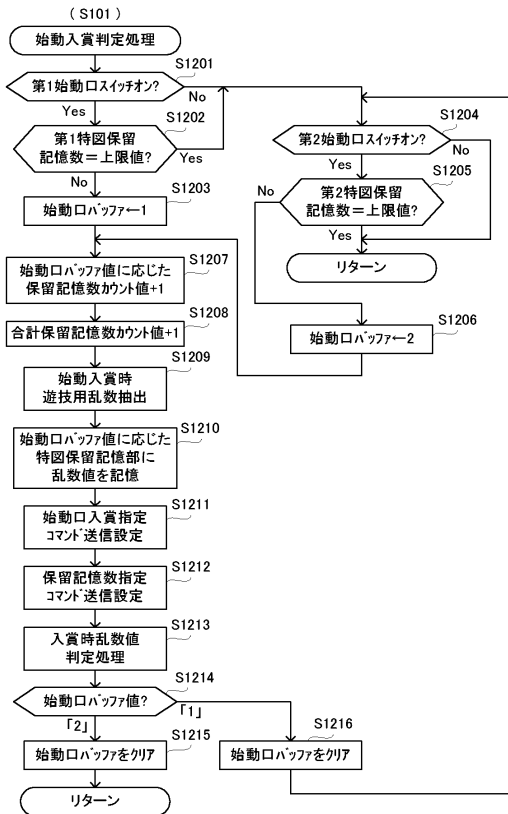 (S101)
始動入賞判定処理
S1201
第1始動口スイッチオン?
No
Yes
S1202
第1特図保留
記憶数＝上限値?
Yes
No
S1203
始動口バッファ←1
S1204
第2始動口スイッチオン?
No
Yes
S1205
No
第2特図保留
記憶数＝上限値?
Yes
リターン
S1206
始動口バッファ←2
S1207
始動口バッファ値に応じた
保留記憶数カウント値+1
S1208
合計保留記憶数カウント値+1
S1209
始動入賞時
遊技用乱数抽出
S1210
始動口バッファ値に応じた
特図保留記憶部に
乱数値を記憶
S1211
始動口入賞指定
コマンド送信設定
S1212
保留記憶数指定
コマンド送信設定
S1213
入賞時乱数値
判定処理
S1214
始動口バッファ値?
「2」
「1」
S1215
始動口バッファをクリア
S1216
始動口バッファをクリア
リターン